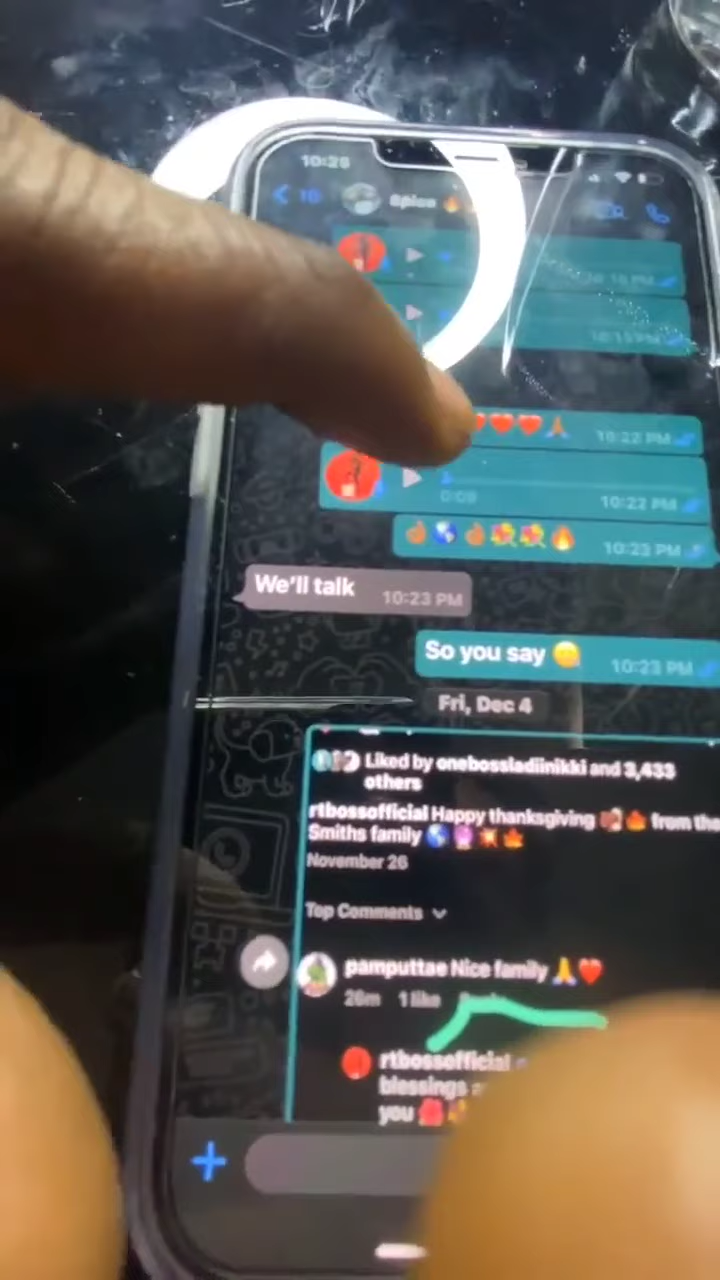 10:28
10
Spice 🔥
10:22 PM
0:09
10:22 PM
10:23 PM
We'll talk
10:23 PM
So you say
10:23 PM
Fri, Dec 4
Liked by onebossladiinikki and 3,433
others
rtbossofficial Happy thanksgiving from the
Smiths family
November 26
Top Comments
pamputtae Nice family 🙏❤️
26m 1 like
rtbossofficial
blessings
you